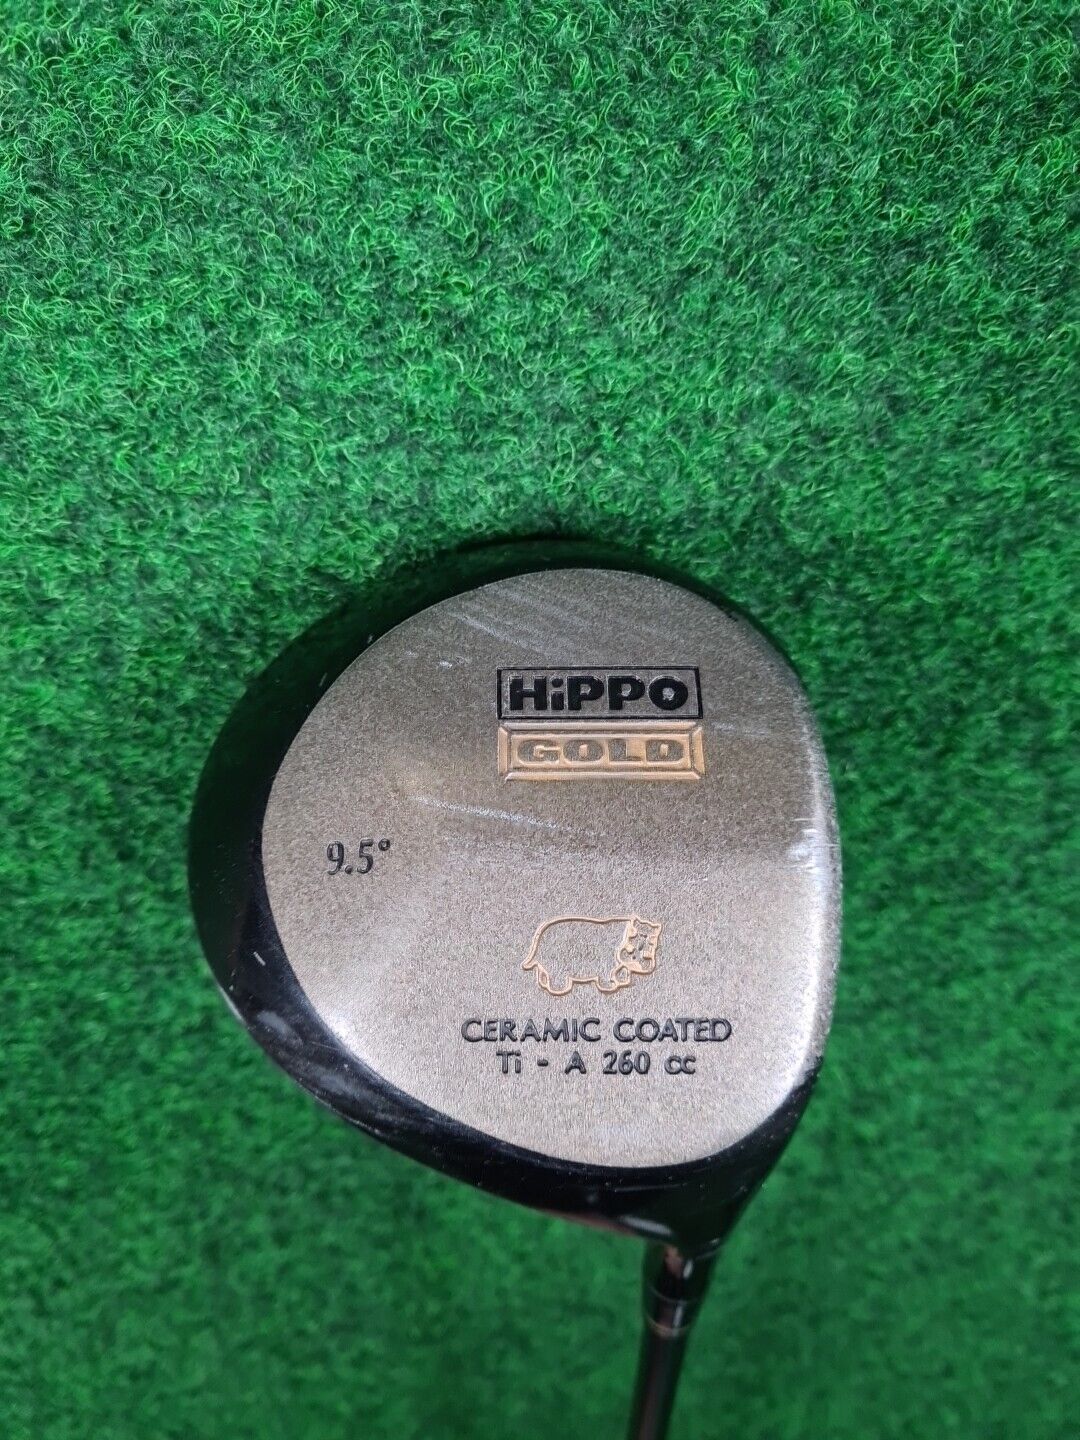 HiPPO
GOLD
9.5°
CERAMIC COATED
Ti - A 260 cc